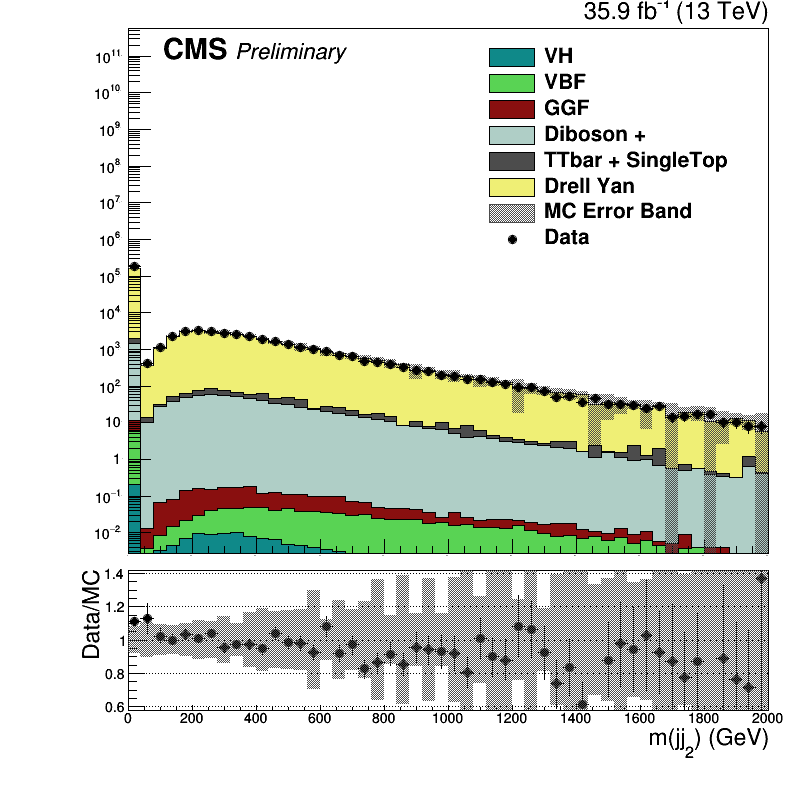 35.9 fb⁻¹ (13 TeV)
CMS Preliminary
VH
VBF
GGF
Diboson +
TTbar + SingleTop
Drell Yan
MC Error Band
Data
10¹¹
10¹⁰
10⁹
10⁸
10⁷
10⁶
10⁵
10⁴
10³
10²
10
1
10⁻¹
10⁻²
Data/MC
1.4
1.2
1
0.8
0.6
0 200 400 600 800 1000 1200 1400 1600 1800 2000
m(jj₂) (GeV)